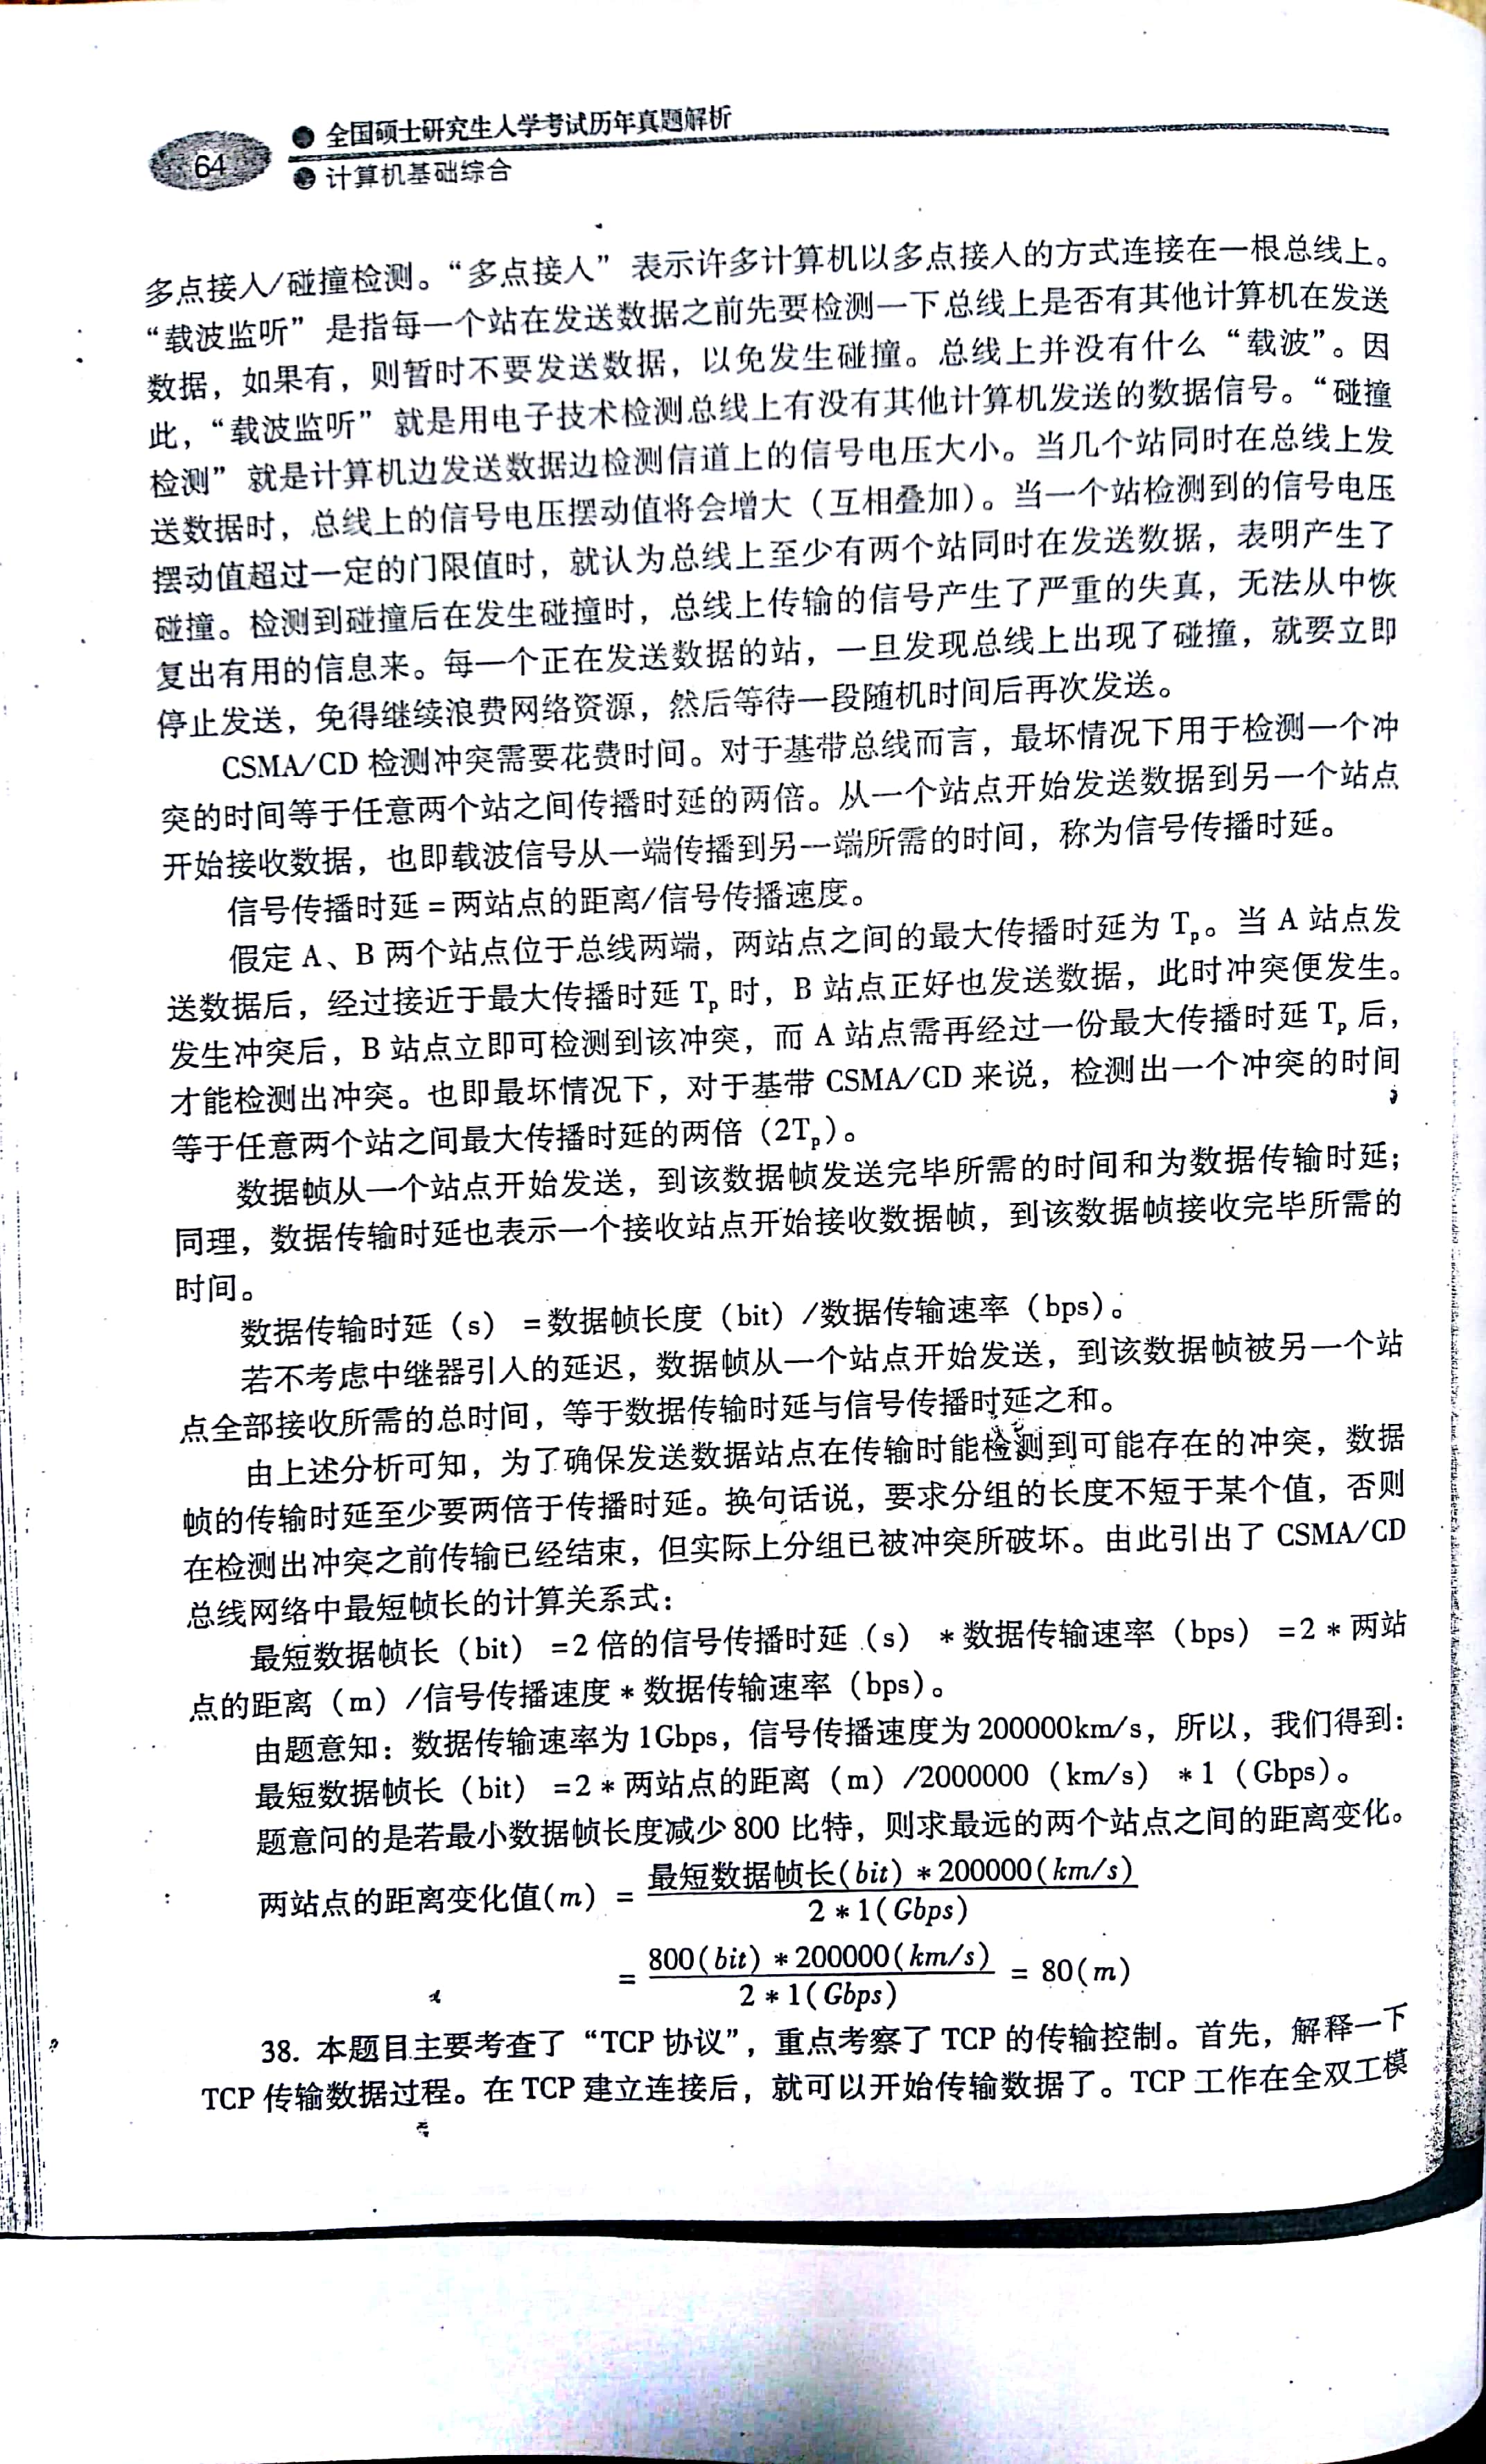 64
● 全国硕士研究生入学考试历年真题解析
● 计算机基础综合
多点接入/碰撞检测。“多点接入”表示许多计算机以多点接入的方式连接在一根总线上。
“载波监听”是指每一个站在发送数据之前先要检测一下总线上是否有其他计算机在发送
数据，如果有，则暂时不要发送数据，以免发生碰撞。总线上并没有什么“载波”。因
此，“载波监听”就是用电子技术检测总线上有没有其他计算机发送的数据信号。“碰撞
检测”就是计算机边发送数据边检测信道上的信号电压大小。当几个站同时在总线上发
送数据时，总线上的信号电压摆动值将会增大（互相叠加）。当一个站检测到的信号电压
摆动值超过一定的门限值时，就认为总线上至少有两个站同时在发送数据，表明产生了
碰撞。检测到碰撞后在发生碰撞时，总线上传输的信号产生了严重的失真，无法从中恢
复出有用的信息来。每一个正在发送数据的站，一旦发现总线上出现了碰撞，就要立即
停止发送，免得继续浪费网络资源，然后等待一段随机时间后再次发送。
CSMA/CD 检测冲突需要花费时间。对于基带总线而言，最坏情况下用于检测一个冲
突的时间等于任意两个站之间传播时延的两倍。从一个站点开始发送数据到另一个站点
开始接收数据，也即载波信号从一端传播到另一端所需的时间，称为信号传播时延。
信号传播时延 = 两站点的距离/信号传播速度。
假定 A、B 两个站点位于总线两端，两站点之间的最大传播时延为 Tp。当 A 站点发
送数据后，经过接近于最大传播时延 Tp 时，B 站点正好也发送数据，此时冲突便发生。
发生冲突后，B 站点立即可检测到该冲突，而 A 站点需再经过一份最大传播时延 Tp 后，
才能检测出冲突。也即最坏情况下，对于基带 CSMA/CD 来说，检测出一个冲突的时间
等于任意两个站之间最大传播时延的两倍（2Tp）。
数据帧从一个站点开始发送，到该数据帧发送完毕所需的时间和为数据传输时延；
同理，数据传输时延也表示一个接收站点开始接收数据帧，到该数据帧接收完毕所需的
时间。
数据传输时延（s） =数据帧长度（bit）/数据传输速率（bps）。
若不考虑中继器引入的延迟，数据帧从一个站点开始发送，到该数据帧被另一个站
点全部接收所需的总时间，等于数据传输时延与信号传播时延之和。
由上述分析可知，为了确保发送数据站点在传输时能检测到可能存在的冲突，数据
帧的传输时延至少要两倍于传播时延。换句话说，要求分组的长度不短于某个值，否则
在检测出冲突之前传输已经结束，但实际上分组已被冲突所破坏。由此引出了 CSMA/CD
总线网络中最短帧长的计算关系式：
最短数据帧长（bit） =2 倍的信号传播时延（s） * 数据传输速率（bps） =2 * 两站
点的距离（m）/信号传播速度 * 数据传输速率（bps）。
由题意知：数据传输速率为 1Gbps，信号传播速度为 200000km/s，所以，我们得到：
最短数据帧长（bit） =2 * 两站点的距离（m）/2000000（km/s） * 1（Gbps）。
题意问的是若最小数据帧长度减少 800 比特，则求最远的两个站点之间的距离变化。
两站点的距离变化值(m) = 最短数据帧长(bit) * 200000(km/s) / 2 * 1(Gbps)
= 800(bit) * 200000(km/s) / 2 * 1(Gbps) = 80(m)
38. 本题目主要考查了“TCP 协议”，重点考察了 TCP 的传输控制。首先，解释一下
TCP 传输数据过程。在 TCP 建立连接后，就可以开始传输数据了。TCP 工作在全双工模